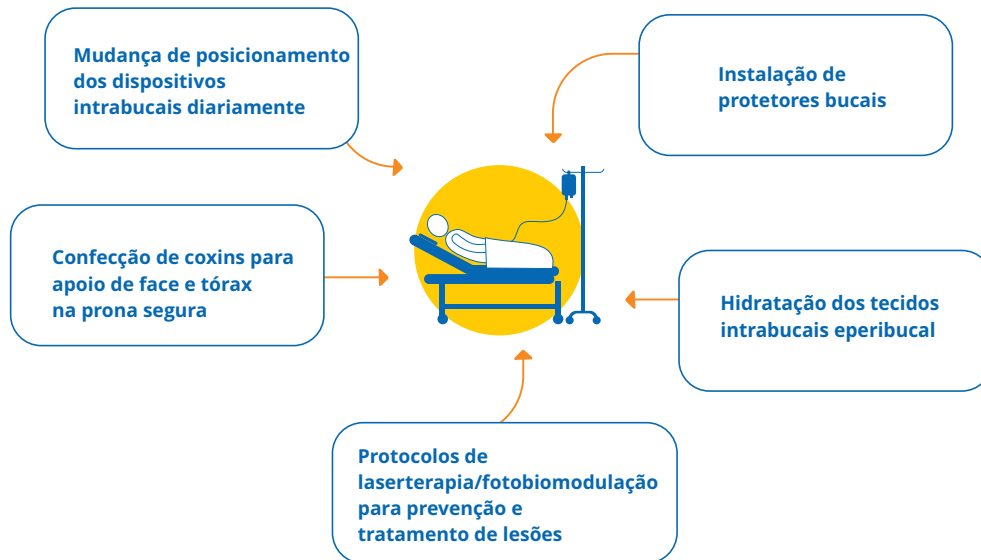 Mudança de posicionamento
dos dispositivos
intrabucais diariamente
Instalação de
protetores bucais
Confecção de coxins para
apoio de face e tórax
na prona segura
Hidratação dos tecidos
intrabucais eperibucal
Protocolos de
laserterapia/fotobiomodulação
para prevenção e
tratamento de lesões